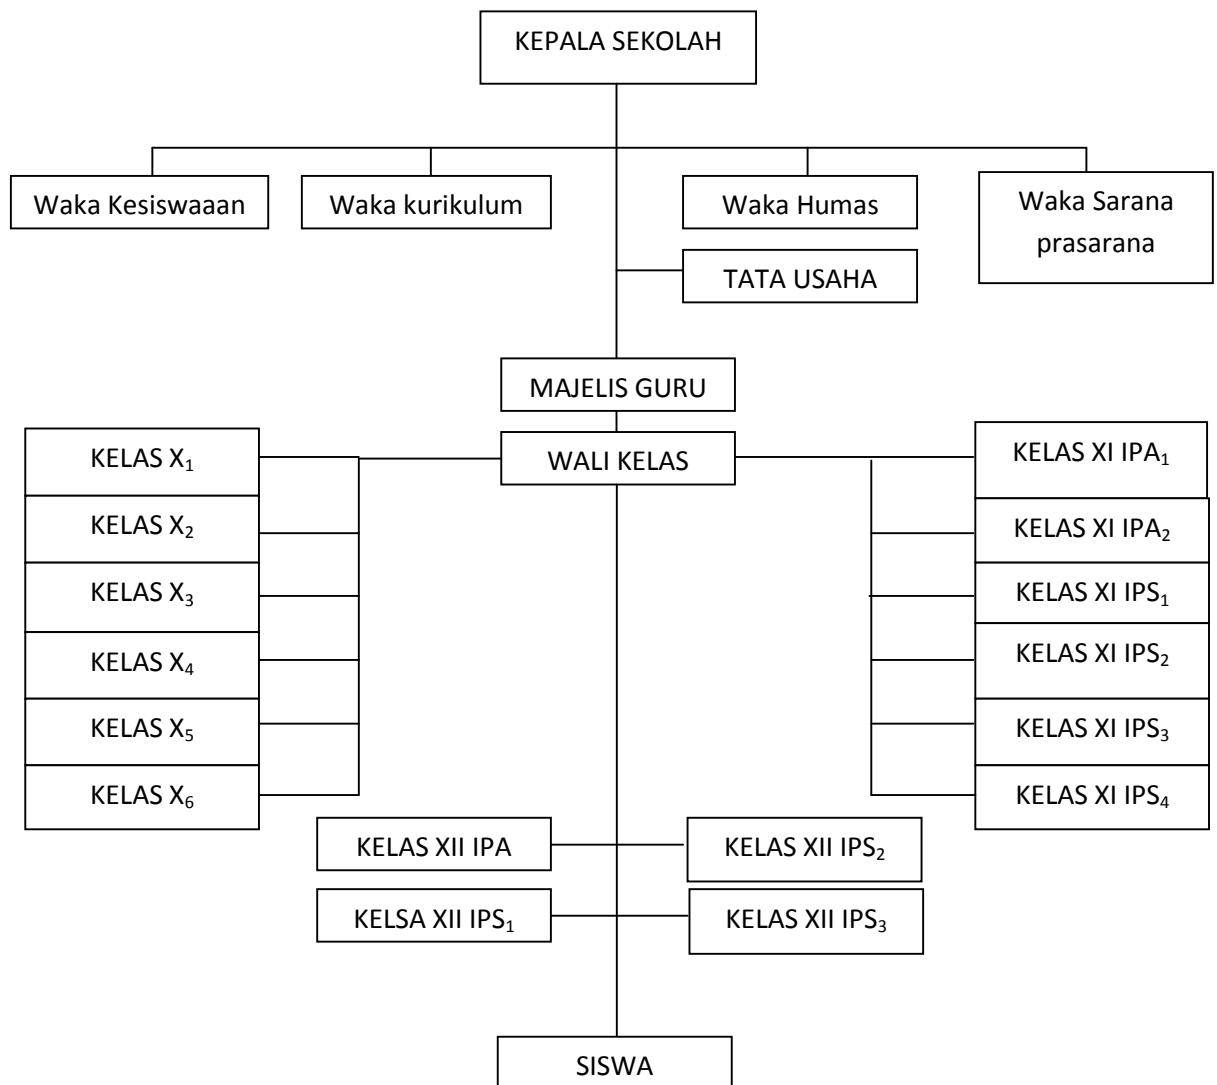 KEPALA SEKOLAH
Waka Kesiswaaan
Waka kurikulum
Waka Humas
Waka Sarana
prasarana
TATA USAHA
MAJELIS GURU
WALI KELAS
KELAS X₁
KELAS X₂
KELAS X₃
KELAS X₄
KELAS X₅
KELAS X₆
KELAS XI IPA₁
KELAS XI IPA₂
KELAS XI IPS₁
KELAS XI IPS₂
KELAS XI IPS₃
KELAS XI IPS₄
KELAS XII IPA
KELAS XII IPS₂
KELSA XII IPS₁
KELAS XII IPS₃
SISWA